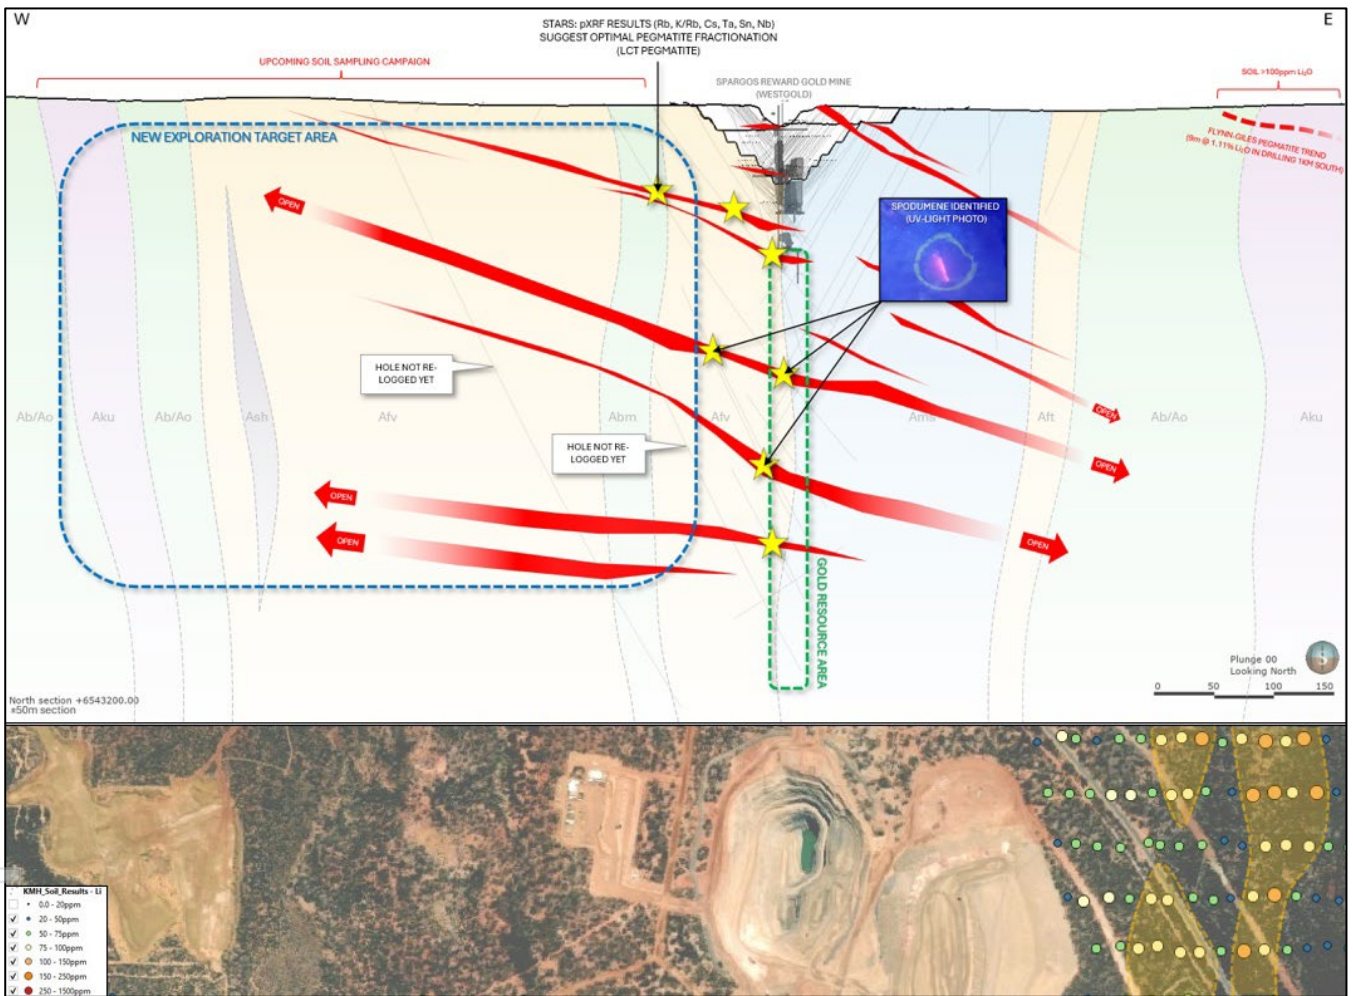 W
E
STARS: pXRF RESULTS (Rb, K/Rb, Cs, Ta, Sn, Nb)
SUGGEST OPTIMAL PEGMATITE FRACTIONATION
(LCT PEGMATITE)
UPCOMING SOIL SAMPLING CAMPAIGN
SPARGOS REWARD GOLD MINE
(WESTGOLD)
SOIL >100ppm Li₂O
NEW EXPLORATION TARGET AREA
FLYNN-GILES PEGMATITE TREND
(9m @ 1.11% Li₂O IN DRILLING 1KM SOUTH)
OPEN
SPODUMENE IDENTIFIED
(UV-LIGHT PHOTO)
HOLE NOT RE-
LOGGED YET
OPEN
Ab/Ao
Aku
Ab/Ao
Ash
Afv
Abm
Afv
Ams
Aft
Ab/Ao
Aku
HOLE NOT RE-
LOGGED YET
OPEN
OPEN
OPEN
OPEN
GOLD RESOURCE AREA
Plunge 00
Looking North
0 50 100 150
North section +6543200.00
±50m section
KMH_Soil_Results - Li
0.0 - 20ppm
20 - 50ppm
50 - 75ppm
75 - 100ppm
100 - 150ppm
150 - 250ppm
250 - 1500ppm